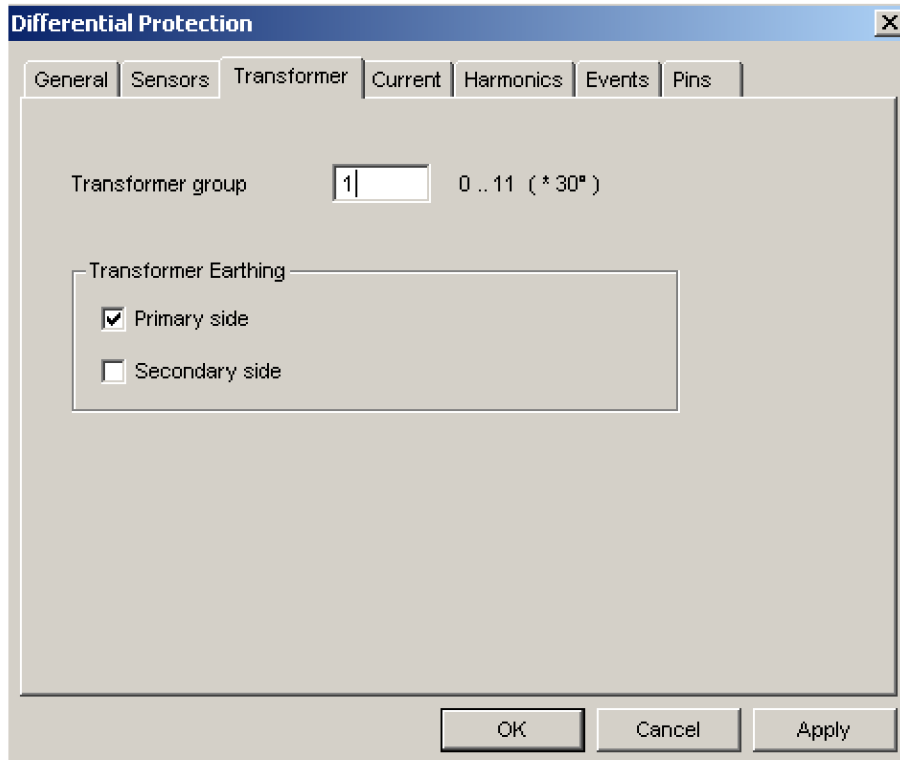 Differential Protection
General Sensors Transformer Current Harmonics Events Pins
Transformer group 1 0 .. 11 ( * 30° )
Transformer Earthing
Primary side
Secondary side
OK Cancel Apply